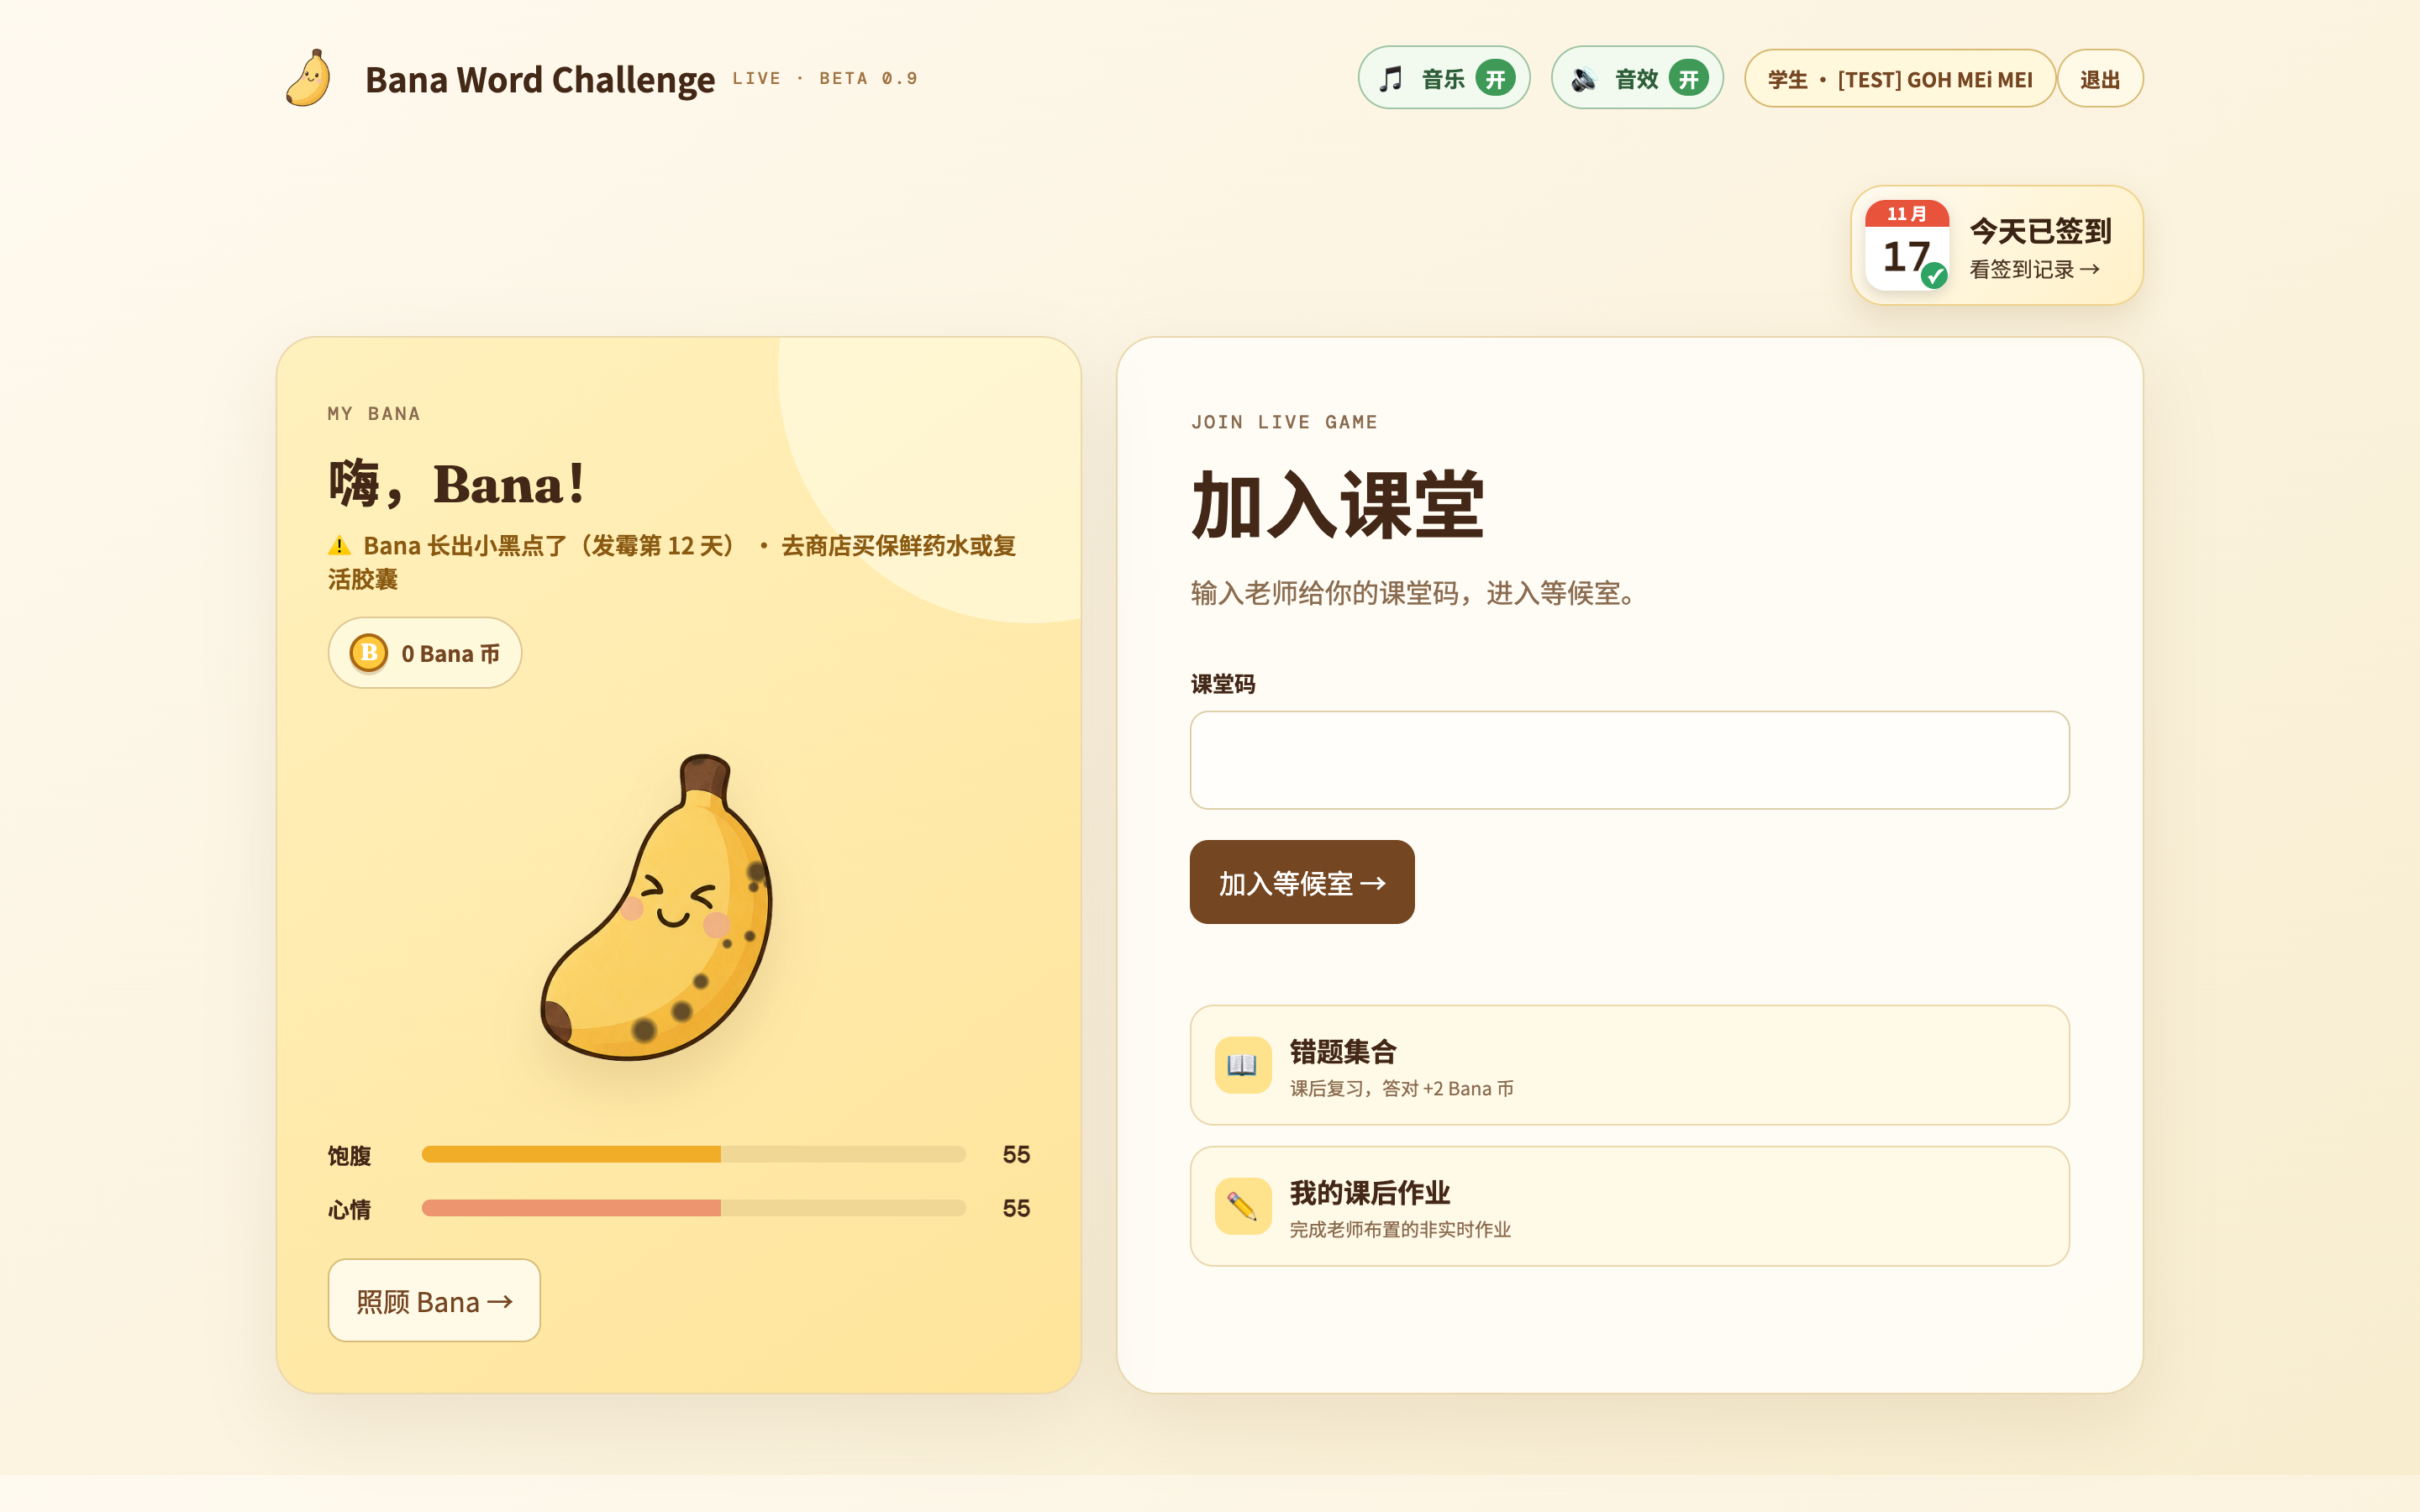 Bana Word Challenge LIVE · BETA 0.9
音乐 开
音效 开
学生 · [TEST] GOH MEi MEI
退出
11 月
17
今天已签到
看签到记录 →
MY BANA
嗨，Bana！
⚠️ Bana 长出小黑点了（发霉第 12 天） · 去商店买保鲜药水或复
活胶囊
B 0 Bana 币
饱腹 55
心情 55
照顾 Bana →
JOIN LIVE GAME
加入课堂
输入老师给你的课堂码，进入等候室。
课堂码
加入等候室 →
错题集合
课后复习，答对 +2 Bana 币
我的课后作业
完成老师布置的非实时作业